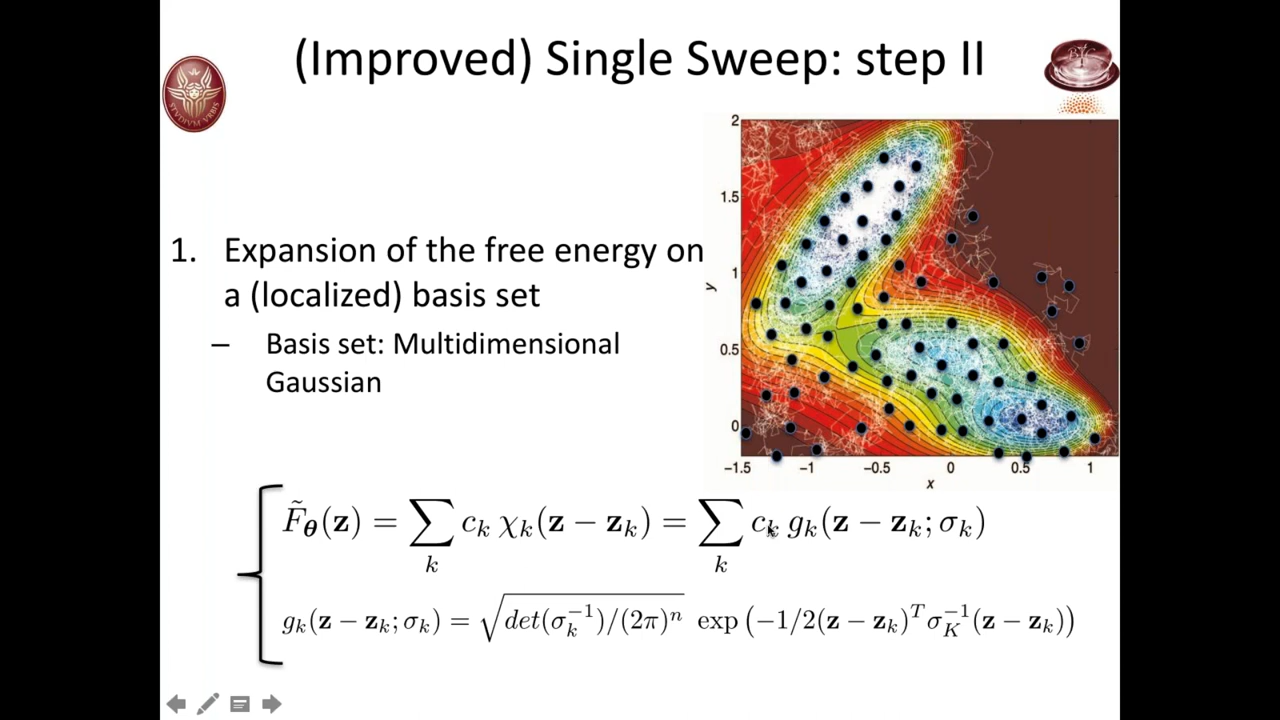 (Improved) Single Sweep: step II
STVDIVM VRBIS
1. Expansion of the free energy on
a (localized) basis set
– Basis set: Multidimensional
Gaussian
2
1.5
1
y
0.5
0
−1.5 −1 −0.5 0 0.5 1
x
F̃_θ(z) = ∑_k c_k χ_k(z − z_k) = ∑_k c_k g_k(z − z_k; σ_k)
g_k(z − z_k; σ_k) = √(det(σ_k^{−1})/(2π)^n) exp (−1/2(z − z_k)^T σ_K^{−1}(z − z_k))